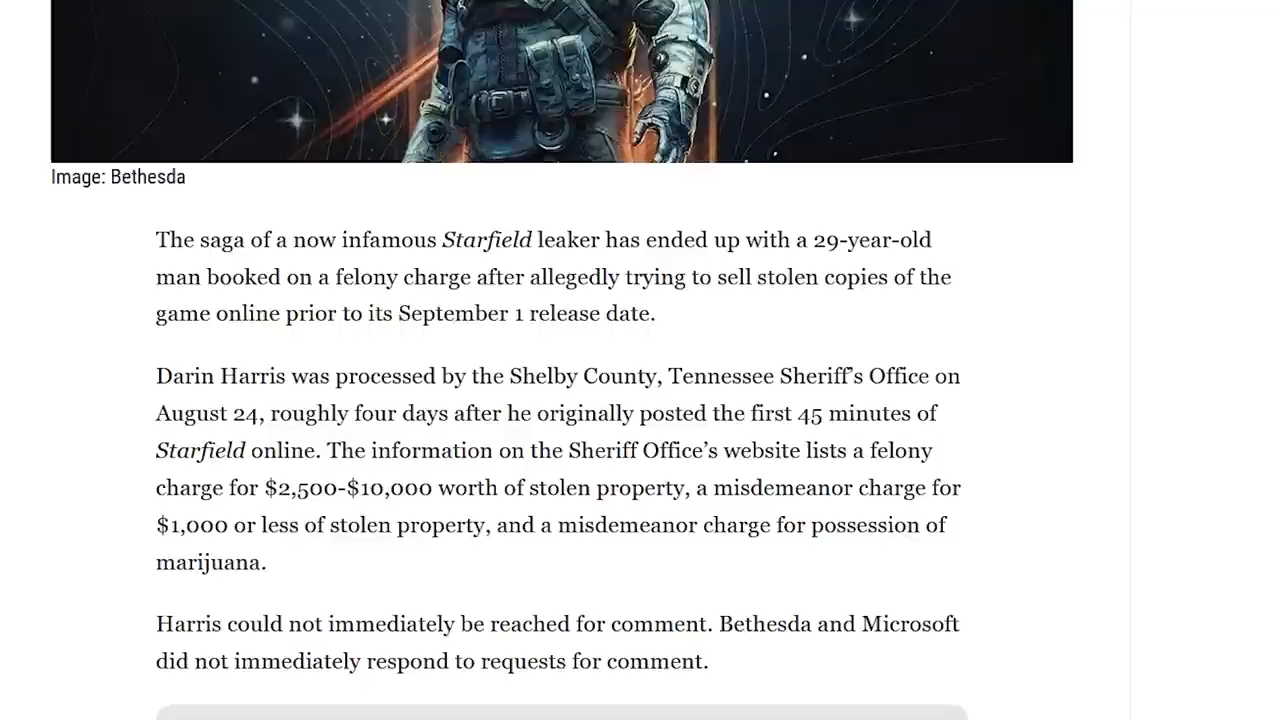 Image: Bethesda
The saga of a now infamous Starfield leaker has ended up with a 29-year-old
man booked on a felony charge after allegedly trying to sell stolen copies of the
game online prior to its September 1 release date.
Darin Harris was processed by the Shelby County, Tennessee Sheriff’s Office on
August 24, roughly four days after he originally posted the first 45 minutes of
Starfield online. The information on the Sheriff Office’s website lists a felony
charge for $2,500-$10,000 worth of stolen property, a misdemeanor charge for
$1,000 or less of stolen property, and a misdemeanor charge for possession of
marijuana.
Harris could not immediately be reached for comment. Bethesda and Microsoft
did not immediately respond to requests for comment.